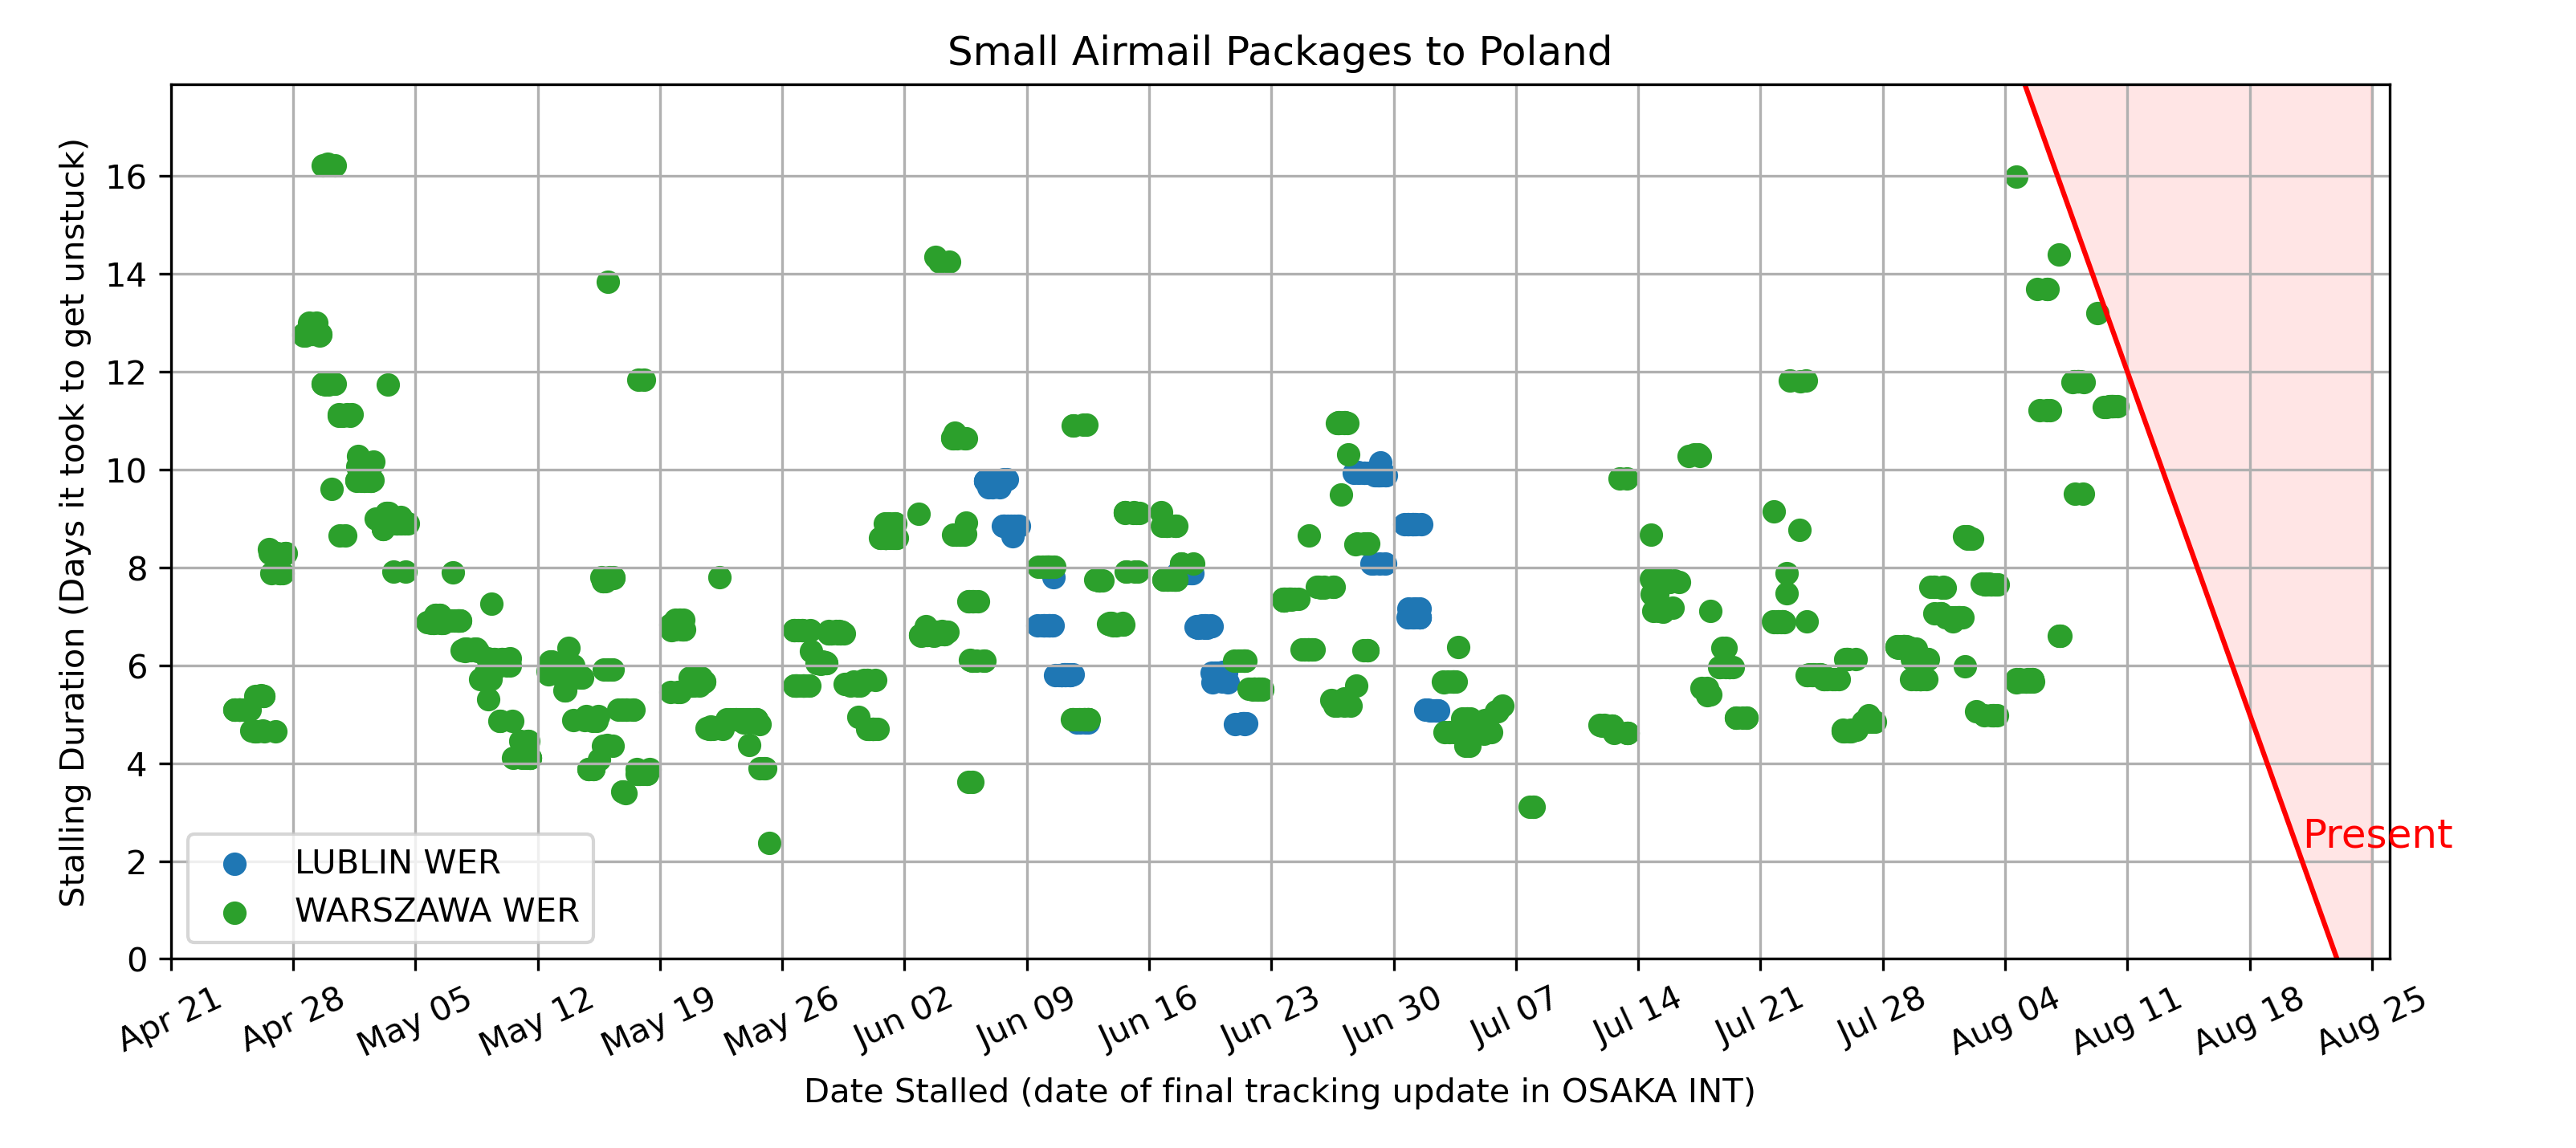 Small Airmail Packages to Poland
Stalling Duration (Days it took to get unstuck)
16
14
12
10
8
6
4
2
0
Present
LUBLIN WER
WARSZAWA WER
Apr 21 Apr 28 May 05 May 12 May 19 May 26 Jun 02 Jun 09 Jun 16 Jun 23 Jun 30 Jul 07 Jul 14 Jul 21 Jul 28 Aug 04 Aug 11 Aug 18 Aug 25
Date Stalled (date of final tracking update in OSAKA INT)